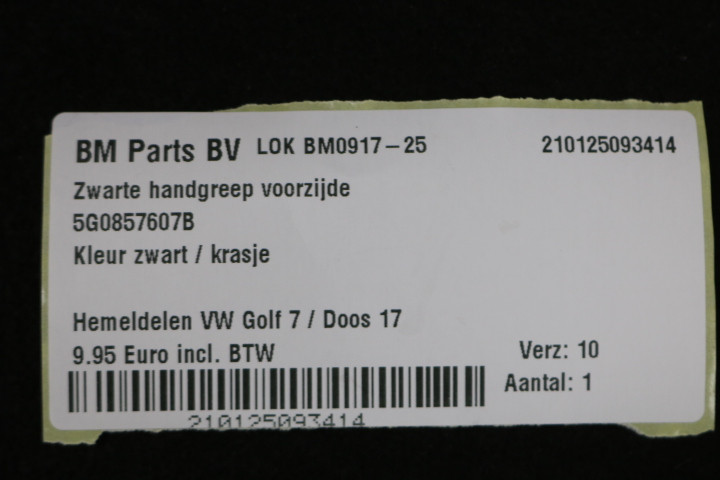 BM Parts BV LOK BM0917-25 210125093414
Zwarte handgreep voorzijde
5G0857607B
Kleur zwart / krasje
Hemeldelen VW Golf 7 / Doos 17
9.95 Euro incl. BTW Verz: 10
Aantal: 1
210125093414